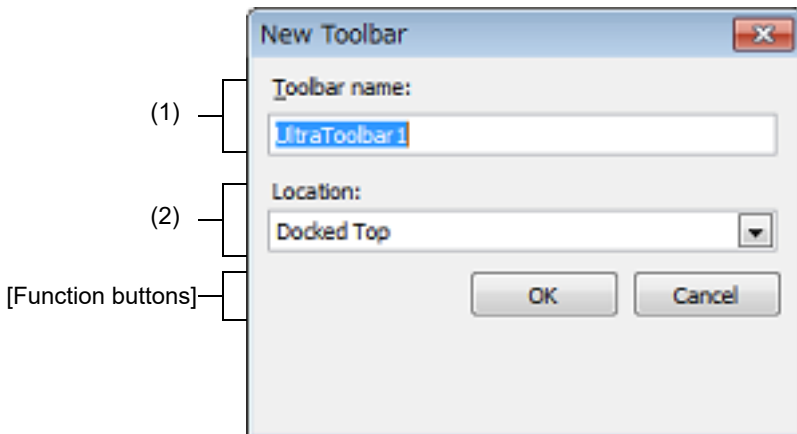 New Toolbar
(1)
Toolbar name:
UltraToolbar1
(2)
Location:
Docked Top
[Function buttons]
OK
Cancel